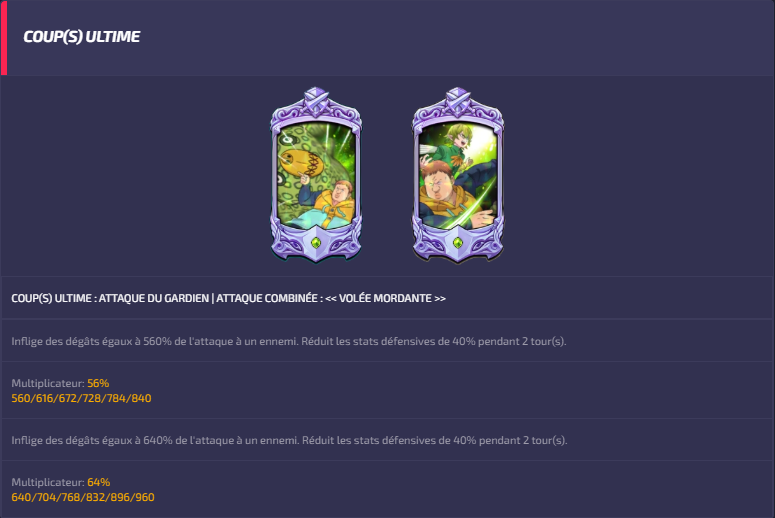 COUP(S) ULTIME
COUP(S) ULTIME : ATTAQUE DU GARDIEN | ATTAQUE COMBINÉE : << VOLÉE MORDANTE >>
Inflige des dégâts égaux à 560% de l'attaque à un ennemi. Réduit les stats défensives de 40% pendant 2 tour(s).
Multiplicateur: 56%
560/616/672/728/784/840
Inflige des dégâts égaux à 640% de l'attaque à un ennemi. Réduit les stats défensives de 40% pendant 2 tour(s).
Multiplicateur: 64%
640/704/768/832/896/960